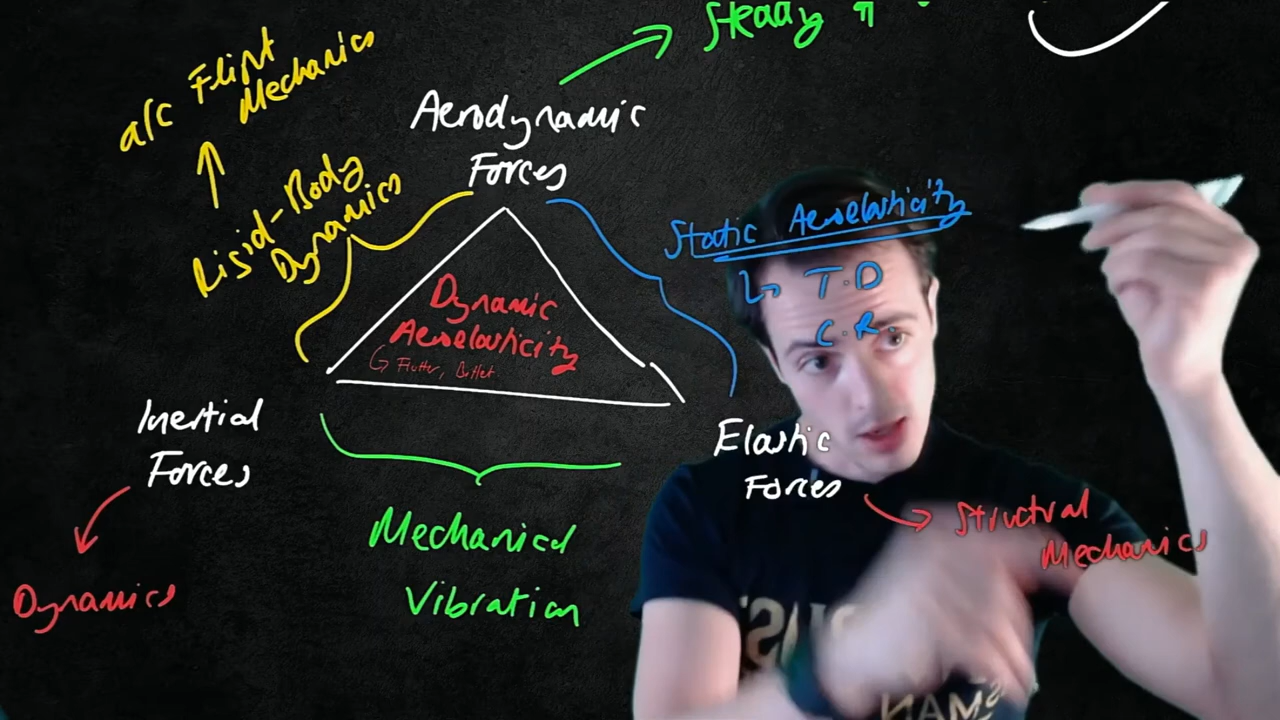 Steady
a/c Flight
Mechanics
Aerodynamic
Forces
Rigid-Body
Dynamics
Static Aeroelasticity
↳ T.D
C.R.
Dynamic
Aeroelasticity
↳ Flutter, Buffet
Inertial
Forces
Elastic
Forces
Structural
Mechanics
Mechanical
Vibration
Dynamics